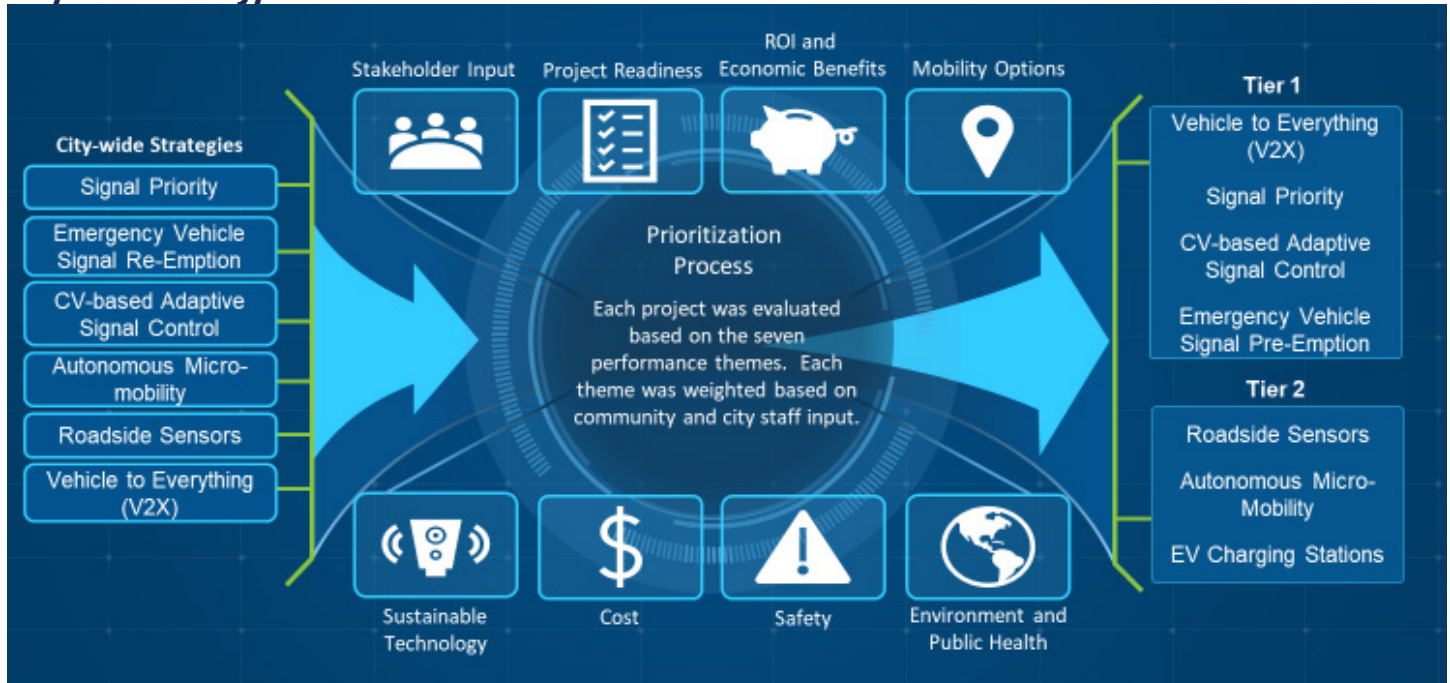 City-wide Strategies
Signal Priority
Emergency Vehicle
Signal Re-Emption
CV-based Adaptive
Signal Control
Autonomous Micro-
mobility
Roadside Sensors
Vehicle to Everything
(V2X)
Stakeholder Input
Project Readiness
ROI and
Economic Benefits
Mobility Options
Prioritization
Process
Each project was evaluated
based on the seven
performance themes. Each
theme was weighted based on
community and city staff input.
Sustainable
Technology
Cost
Safety
Environment and
Public Health
Tier 1
Vehicle to Everything
(V2X)
Signal Priority
CV-based Adaptive
Signal Control
Emergency Vehicle
Signal Pre-Emption
Tier 2
Roadside Sensors
Autonomous Micro-
Mobility
EV Charging Stations